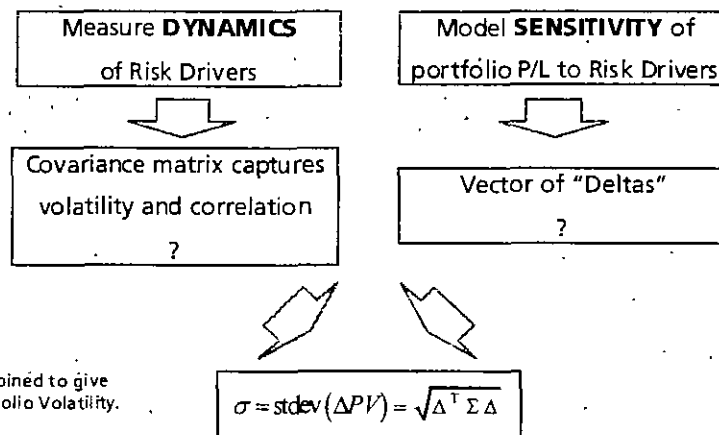 Measure DYNAMICS
of Risk Drivers
Model SENSITIVITY of
portfolio P/L to Risk Drivers
Covariance matrix captures
volatility and correlation
?
Vector of "Deltas"
?
olio Volatility.
σ = stdev(ΔPV) = √Δᵀ Σ Δ